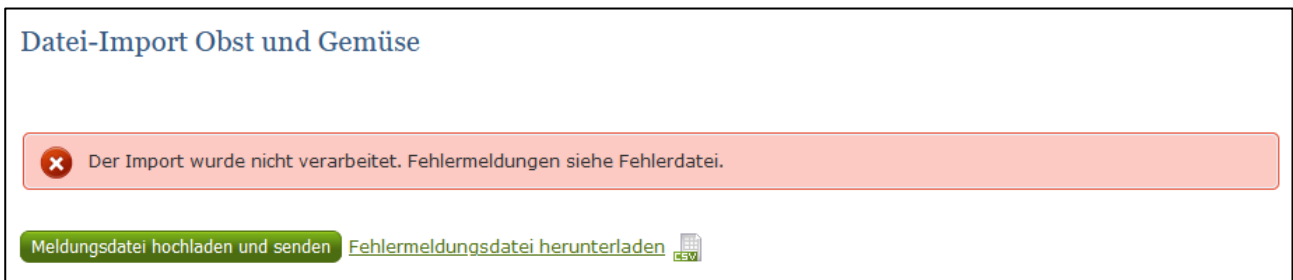 Datei-Import Obst und Gemüse
Der Import wurde nicht verarbeitet. Fehlermeldungen siehe Fehlerdatei.
Meldungsdatei hochladen und senden Fehlermeldungsdatei herunterladen CSV